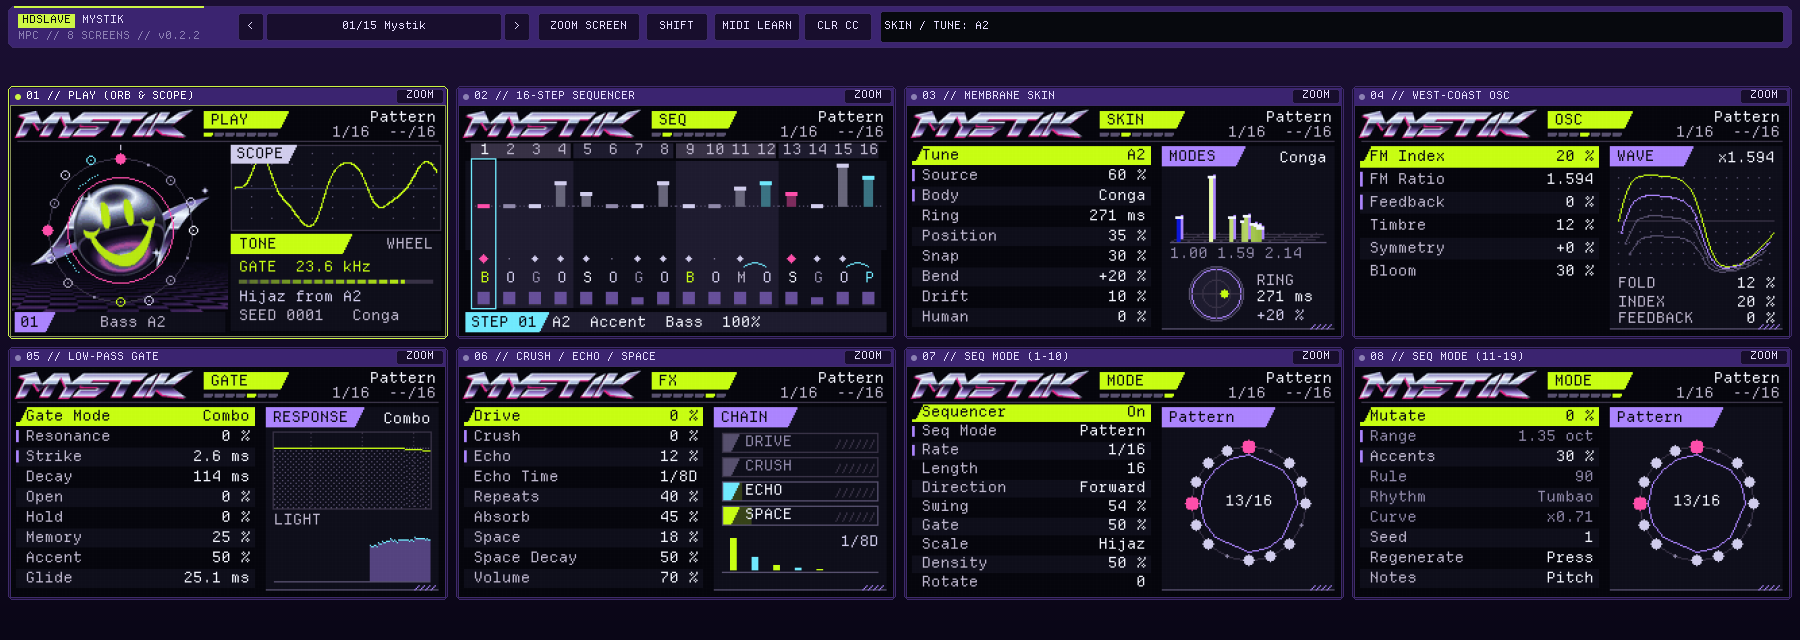 HDSLAVE MYSTIK
MPC // 8 SCREENS // v0.2.2
< 01/15 Mystik > ZOOM SCREEN SHIFT MIDI LEARN CLR CC SKIN / TUNE: A2
01 // PLAY (ORB & SCOPE) ZOOM
MYSTIK PLAY Pattern
1/16 --/16
SCOPE
TONE WHEEL
GATE 23.6 kHz
Hijaz from A2
SEED 0001 Conga
01 Bass A2
02 // 16-STEP SEQUENCER ZOOM
MYSTIK SEQ Pattern
1/16 --/16
1 2 3 4 5 6 7 8 9 10 11 12 13 14 15 16
B O G O S O G O B O M O S G O P
STEP 01 A2 Accent Bass 100%
03 // MEMBRANE SKIN ZOOM
MYSTIK SKIN Pattern
1/16 --/16
Tune A2
Source 60 %
Body Conga
Ring 271 ms
Position 35 %
Snap 30 %
Bend +20 %
Drift 10 %
Human 0 %
MODES Conga
1.00 1.59 2.14
RING
271 ms
+20 %
04 // WEST-COAST OSC ZOOM
MYSTIK OSC Pattern
1/16 --/16
FM Index 20 %
FM Ratio 1.594
Feedback 0 %
Timbre 12 %
Symmetry +0 %
Bloom 30 %
WAVE x1.594
FOLD 12 %
INDEX 20 %
FEEDBACK 0 %
05 // LOW-PASS GATE ZOOM
MYSTIK GATE Pattern
1/16 --/16
Gate Mode Combo
Resonance 0 %
Strike 2.6 ms
Decay 114 ms
Open 0 %
Hold 0 %
Memory 25 %
Accent 50 %
Glide 25.1 ms
RESPONSE Combo
LIGHT
06 // CRUSH / ECHO / SPACE ZOOM
MYSTIK FX Pattern
1/16 --/16
Drive 0 %
Crush 0 %
Echo 12 %
Echo Time 1/8D
Repeats 40 %
Absorb 45 %
Space 18 %
Space Decay 50 %
Volume 70 %
CHAIN
DRIVE
CRUSH
ECHO
SPACE
1/8D
07 // SEQ MODE (1-10) ZOOM
MYSTIK MODE Pattern
1/16 --/16
Sequencer On
Seq Mode Pattern
Rate 1/16
Length 16
Direction Forward
Swing 54 %
Gate 50 %
Scale Hijaz
Density 50 %
Rotate 0
Pattern
13/16
08 // SEQ MODE (11-19) ZOOM
MYSTIK MODE Pattern
1/16 --/16
Mutate 0 %
Range 1.35 oct
Accents 30 %
Rule 90
Rhythm Tumbao
Curve x0.71
Seed 1
Regenerate Press
Notes Pitch
Pattern
13/16